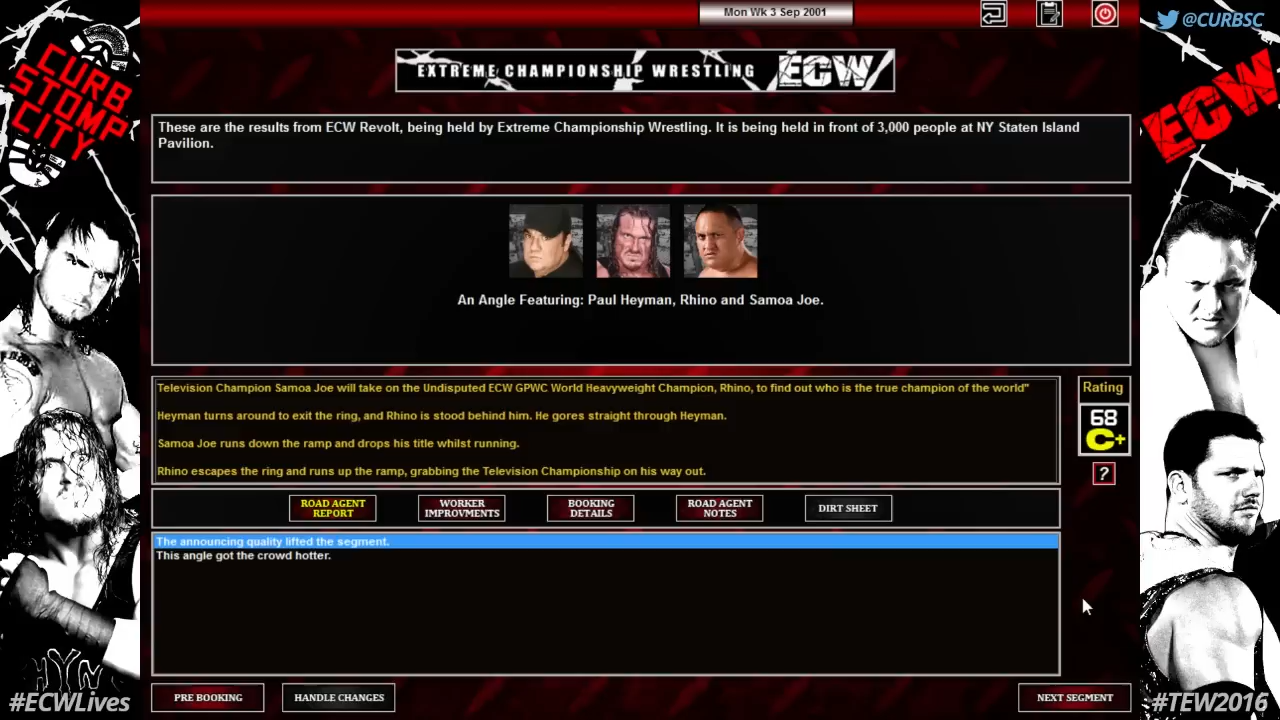 Mon Wk 3 Sep 2001
@CURBSC
CURB
STOMP
CITY
EXTREME CHAMPIONSHIP WRESTLING ECW
ECW
These are the results from ECW Revolt, being held by Extreme Championship Wrestling. It is being held in front of 3,000 people at NY Staten Island
Pavilion.
An Angle Featuring: Paul Heyman, Rhino and Samoa Joe.
Television Champion Samoa Joe will take on the Undisputed ECW GPWC World Heavyweight Champion, Rhino, to find out who is the true champion of the world"
Heyman turns around to exit the ring, and Rhino is stood behind him. He gores straight through Heyman.
Samoa Joe runs down the ramp and drops his title whilst running.
Rhino escapes the ring and runs up the ramp, grabbing the Television Championship on his way out.
Rating
68
C+
?
ROAD AGENT REPORT
WORKER IMPROVMENTS
BOOKING DETAILS
ROAD AGENT NOTES
DIRT SHEET
The announcing quality lifted the segment.
This angle got the crowd hotter.
PRE BOOKING
HANDLE CHANGES
NEXT SEGMENT
#ECWLives
#TEW2016